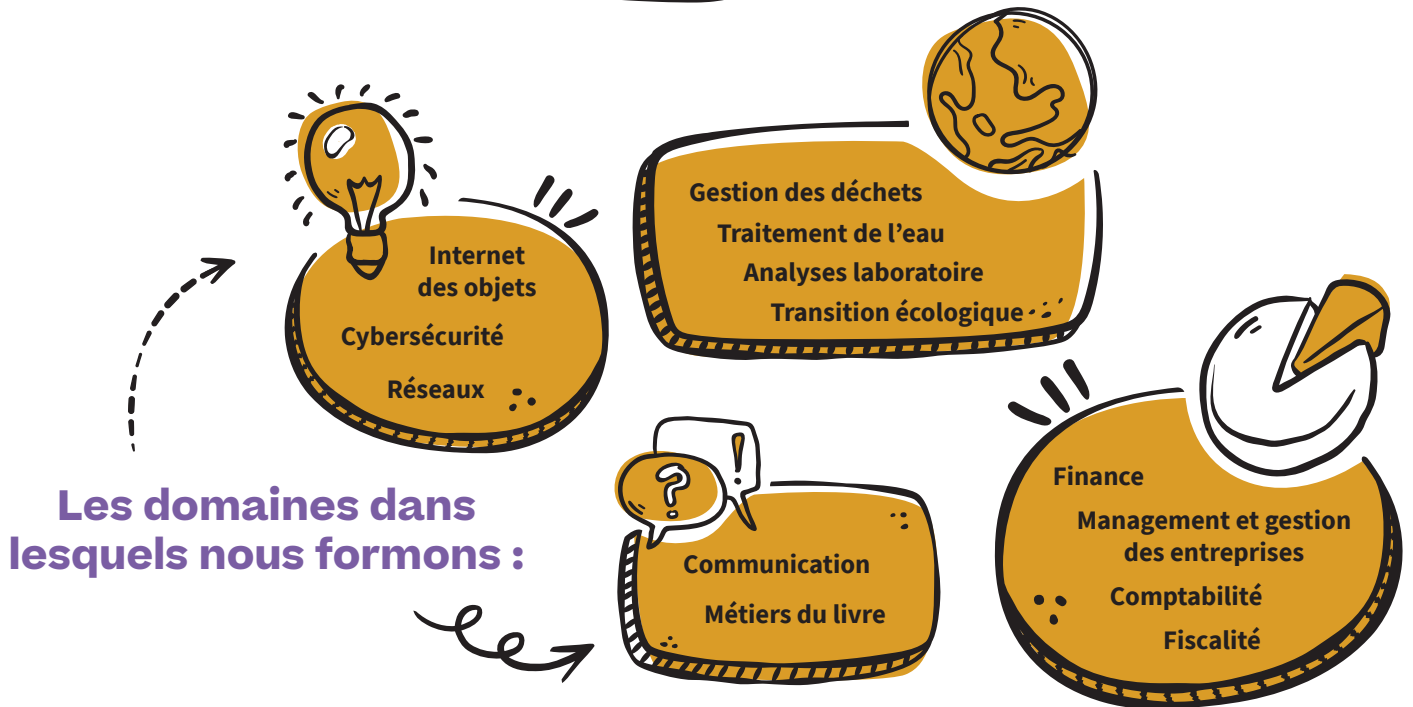 Les domaines dans
lesquels nous formons :
Internet
des objets
Cybersécurité
Réseaux
Gestion des déchets
Traitement de l’eau
Analyses laboratoire
Transition écologique
Communication
Métiers du livre
Finance
Management et gestion
des entreprises
Comptabilité
Fiscalité